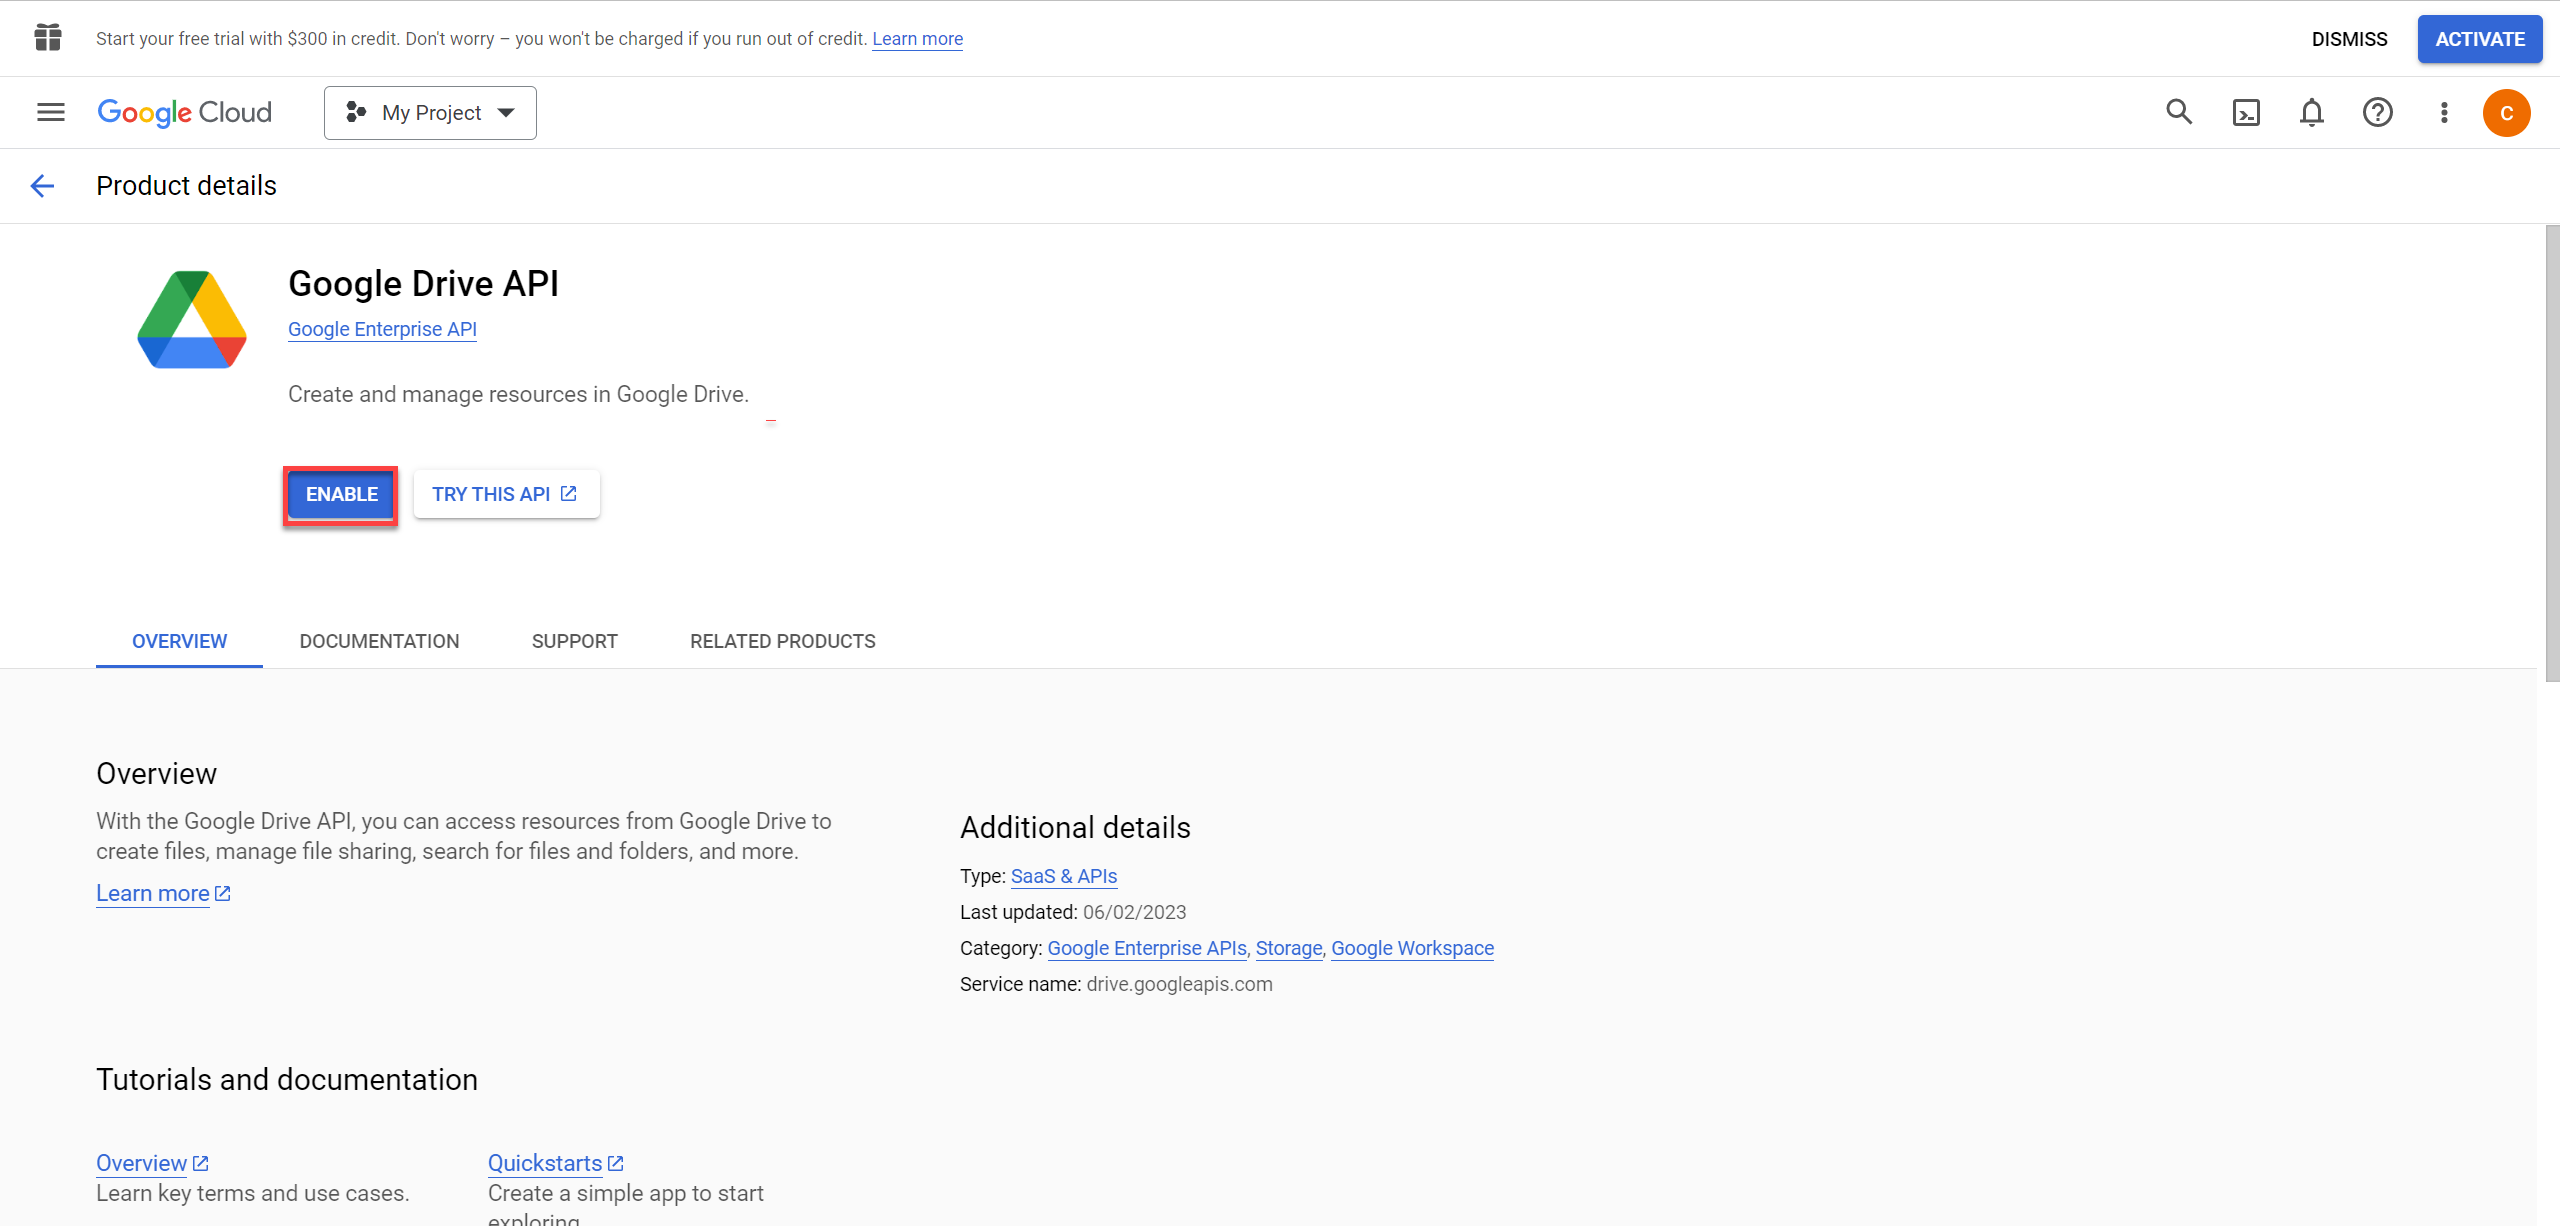 Start your free trial with $300 in credit. Don't worry – you won't be charged if you run out of credit. Learn more
DISMISS
ACTIVATE
Google Cloud
My Project
C
Product details
Google Drive API
Google Enterprise API
Create and manage resources in Google Drive.
ENABLE
TRY THIS API
OVERVIEW
DOCUMENTATION
SUPPORT
RELATED PRODUCTS
Overview
With the Google Drive API, you can access resources from Google Drive to
create files, manage file sharing, search for files and folders, and more.
Learn more
Additional details
Type: SaaS & APIs
Last updated: 06/02/2023
Category: Google Enterprise APIs, Storage, Google Workspace
Service name: drive.googleapis.com
Tutorials and documentation
Overview
Learn key terms and use cases.
Quickstarts
Create a simple app to start
exploring